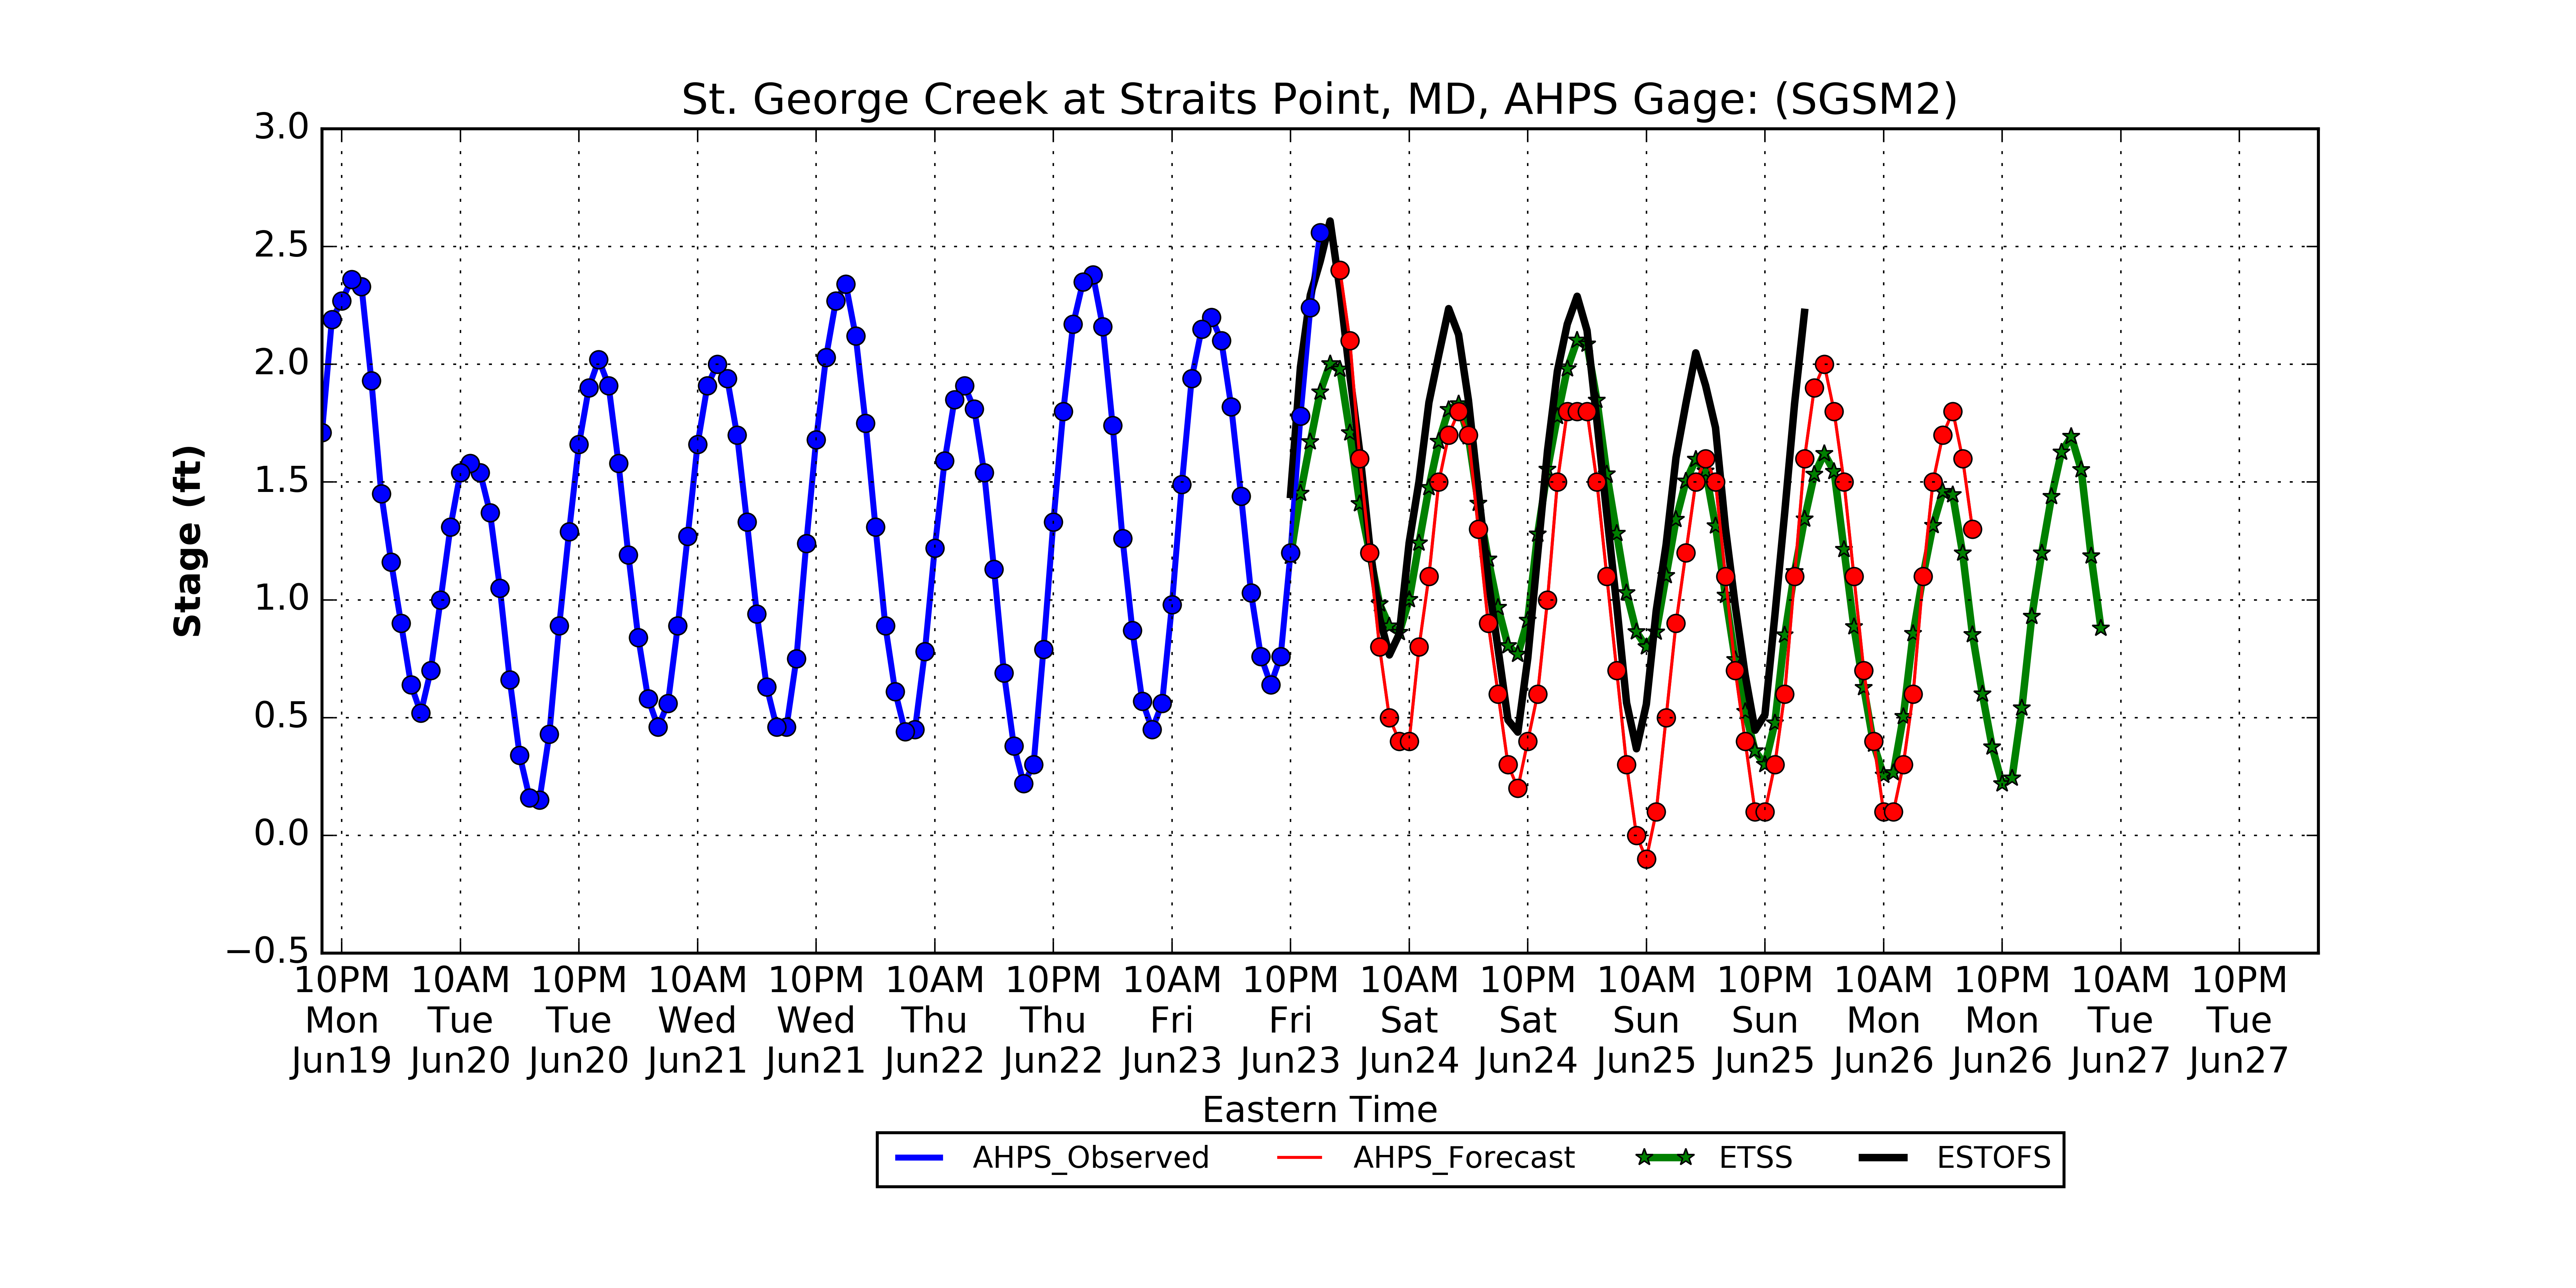 St. George Creek at Straits Point, MD, AHPS Gage: (SGSM2)
3.0
2.5
2.0
1.5
1.0
0.5
0.0
−0.5
Stage (ft)
10PM 10AM 10PM 10AM 10PM 10AM 10PM 10AM 10PM 10AM 10PM 10AM 10PM 10AM 10PM 10AM 10PM
Mon Tue Tue Wed Wed Thu Thu Fri Fri Sat Sat Sun Sun Mon Mon Tue Tue
Jun19 Jun20 Jun20 Jun21 Jun21 Jun22 Jun22 Jun23 Jun23 Jun24 Jun24 Jun25 Jun25 Jun26 Jun26 Jun27 Jun27
Eastern Time
AHPS_Observed AHPS_Forecast ETSS ESTOFS